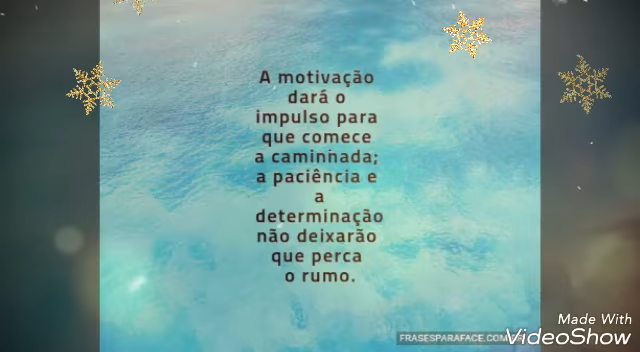 A motivação
dará o
impulso para
que comece
a caminhada;
a paciência e
a
determinação
não deixarão
que perca
o rumo.
FRASESPARAFACE.COM
Made With
VideoShow